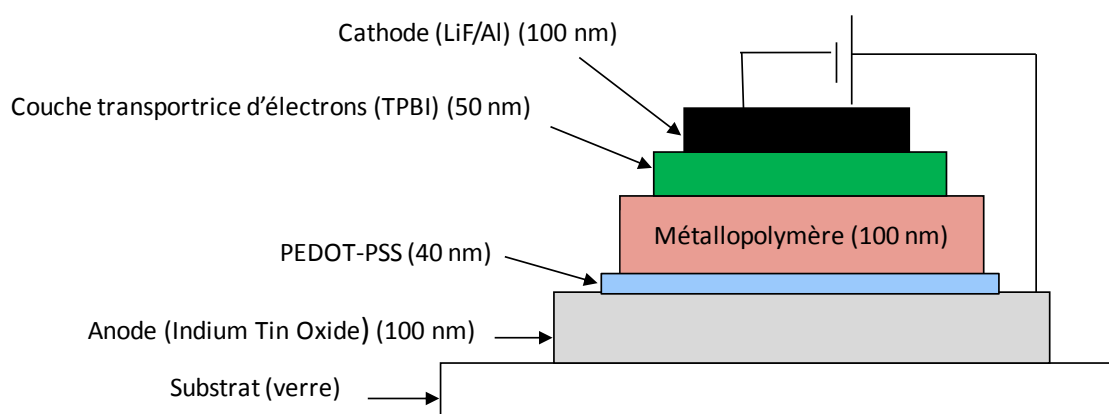 Cathode (LiF/Al) (100 nm)
Couche transportrice d’électrons (TPBI) (50 nm)
Métallopolymère (100 nm)
PEDOT-PSS (40 nm)
Anode (Indium Tin Oxide) (100 nm)
Substrat (verre)